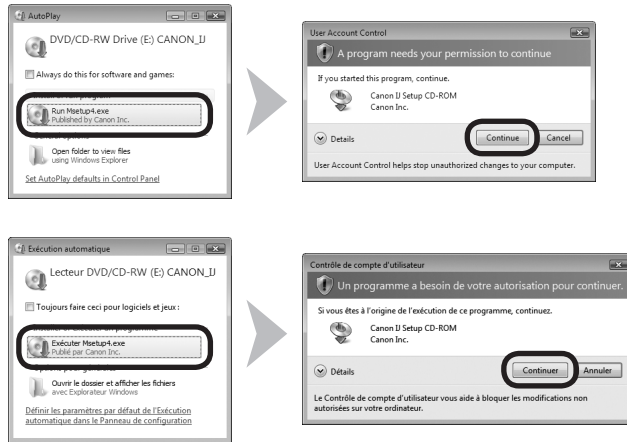 AutoPlay
DVD/CD-RW Drive (E:) CANON_IJ
Always do this for software and games:
Run Msetup4.exe
Published by Canon Inc.
General options
Open folder to view files
using Windows Explorer
Set AutoPlay defaults in Control Panel
User Account Control
A program needs your permission to continue
If you started this program, continue.
Canon IJ Setup CD-ROM
Canon Inc.
Details
Continue
Cancel
User Account Control helps stop unauthorized changes to your computer.
Exécution automatique
Lecteur DVD/CD-RW (E:) CANON_IJ
Toujours faire ceci pour logiciels et jeux :
Exécuter Msetup4.exe
Publié par Canon Inc.
Ouvrir le dossier et afficher les fichiers
avec Explorateur Windows
Définir les paramètres par défaut de l'Exécution
automatique dans le Panneau de configuration
Contrôle de compte d'utilisateur
Un programme a besoin de votre autorisation pour continuer.
Si vous êtes à l'origine de l'exécution de ce programme, continuez.
Canon IJ Setup CD-ROM
Canon Inc.
Détails
Continuer
Annuler
Le Contrôle de compte d'utilisateur vous aide à bloquer les modifications non
autorisées sur votre ordinateur.